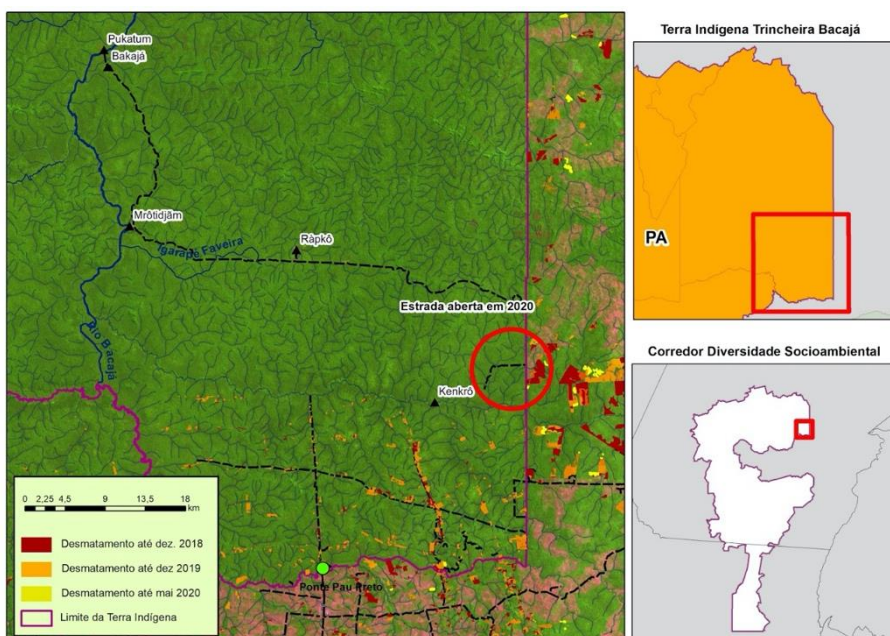 Pukatum
Bakajá
Mrôtidjãm
Igarapé Faveira
Ràpkô
Rio Bacajá
Estrada aberta em 2020
Kenkrô
Ponte Pau Preto
0 2,25 4,5 9 13,5 18
km
Desmatamento até dez. 2018
Desmatamento até dez 2019
Desmatamento até mai 2020
Limite da Terra Indígena
Terra Indígena Trincheira Bacajá
PA
Corredor Diversidade Socioambiental